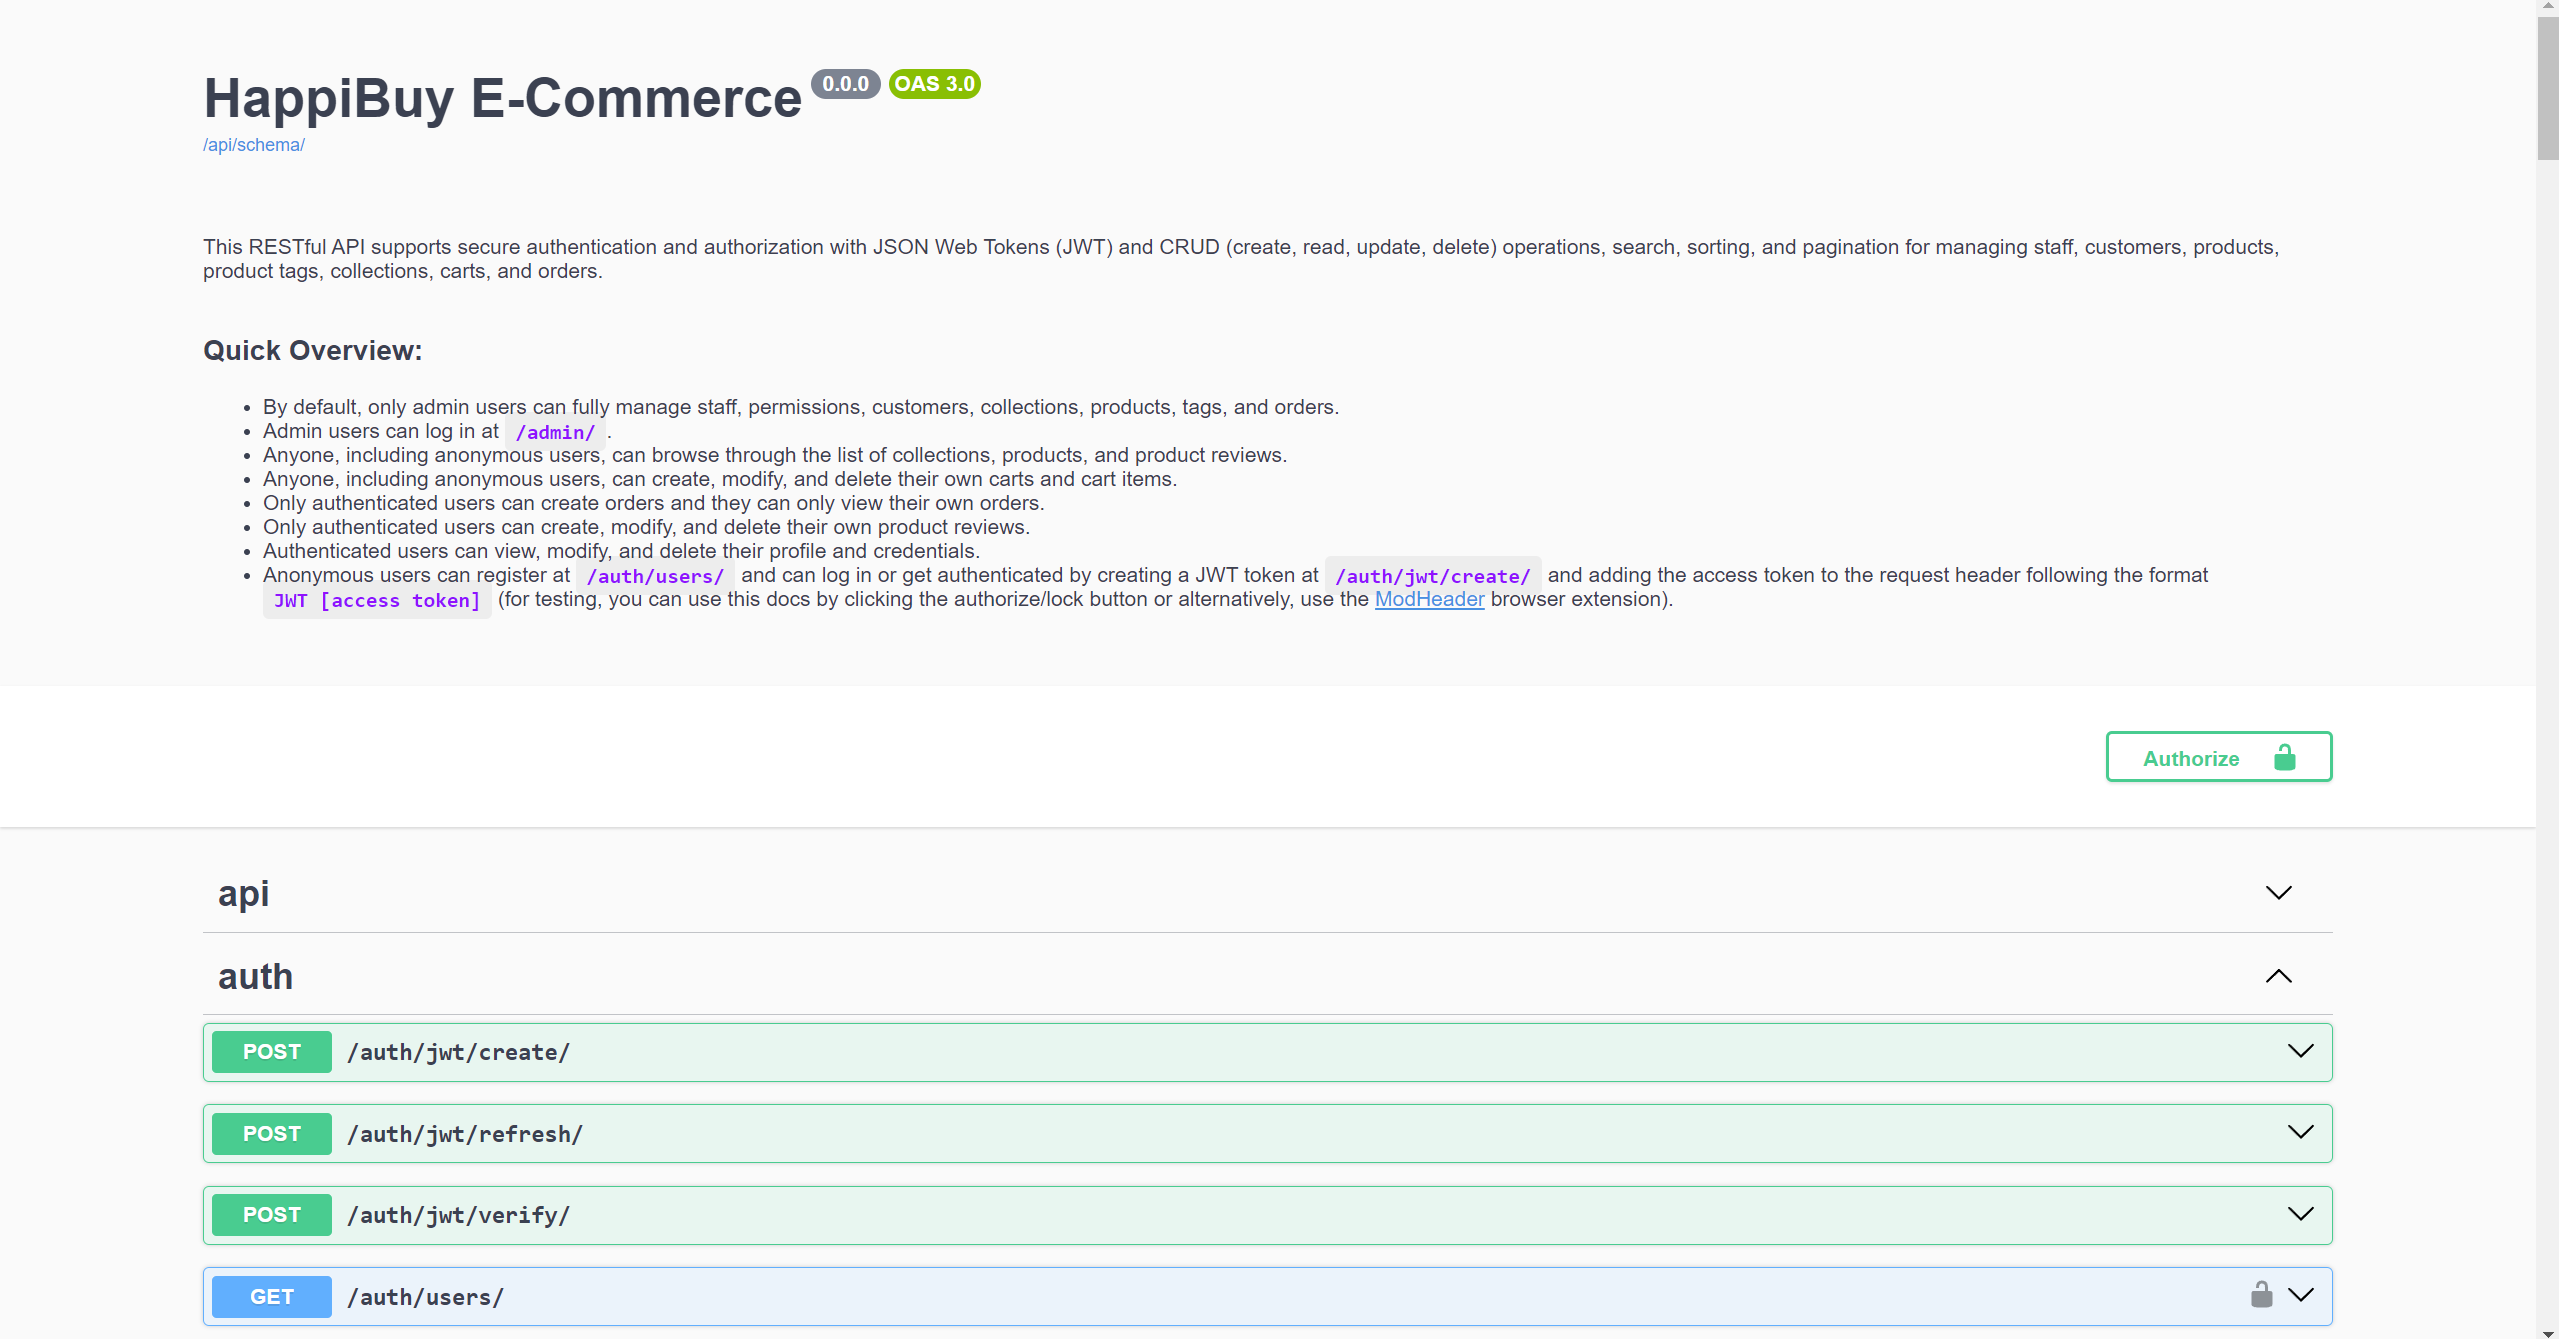 HappiBuy E-Commerce 0.0.0 OAS 3.0
/api/schema/
This RESTful API supports secure authentication and authorization with JSON Web Tokens (JWT) and CRUD (create, read, update, delete) operations, search, sorting, and pagination for managing staff, customers, products,
product tags, collections, carts, and orders.
Quick Overview:
• By default, only admin users can fully manage staff, permissions, customers, collections, products, tags, and orders.
• Admin users can log in at /admin/ .
• Anyone, including anonymous users, can browse through the list of collections, products, and product reviews.
• Anyone, including anonymous users, can create, modify, and delete their own carts and cart items.
• Only authenticated users can create orders and they can only view their own orders.
• Only authenticated users can create, modify, and delete their own product reviews.
• Authenticated users can view, modify, and delete their profile and credentials.
• Anonymous users can register at /auth/users/ and can log in or get authenticated by creating a JWT token at /auth/jwt/create/ and adding the access token to the request header following the format
JWT [access token] (for testing, you can use this docs by clicking the authorize/lock button or alternatively, use the ModHeader browser extension).
Authorize
api
auth
POST /auth/jwt/create/
POST /auth/jwt/refresh/
POST /auth/jwt/verify/
GET /auth/users/